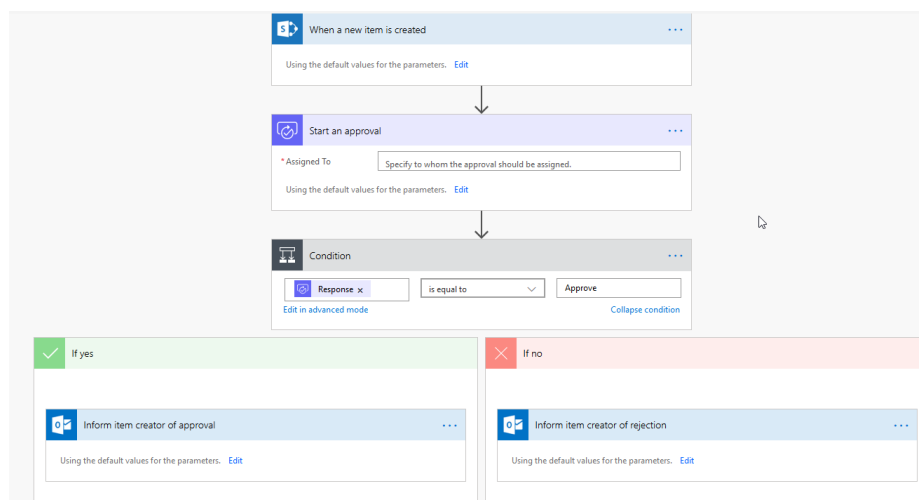 When a new item is created
Using the default values for the parameters. Edit
Start an approval
* Assigned To Specify to whom the approval should be assigned.
Using the default values for the parameters. Edit
Condition
Response x is equal to Approve
Edit in advanced mode Collapse condition
If yes If no
Inform item creator of approval Inform item creator of rejection
Using the default values for the parameters. Edit Using the default values for the parameters. Edit